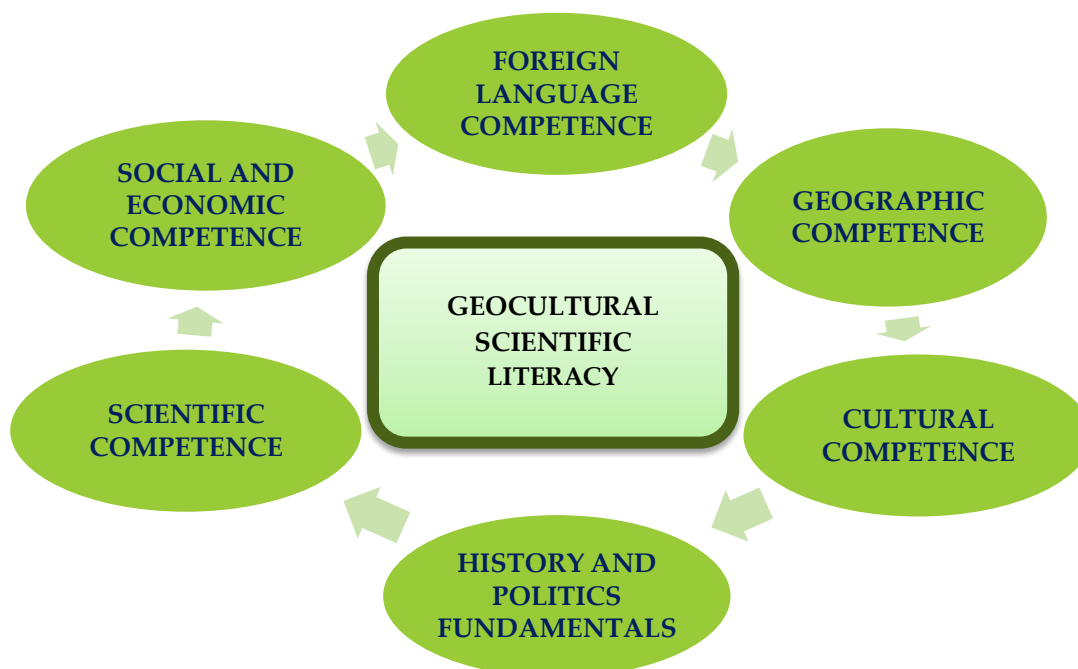 FOREIGN
LANGUAGE
COMPETENCE
SOCIAL AND
ECONOMIC
COMPETENCE
GEOGRAPHIC
COMPETENCE
GEOCULTURAL
SCIENTIFIC
LITERACY
SCIENTIFIC
COMPETENCE
CULTURAL
COMPETENCE
HISTORY AND
POLITICS
FUNDAMENTALS